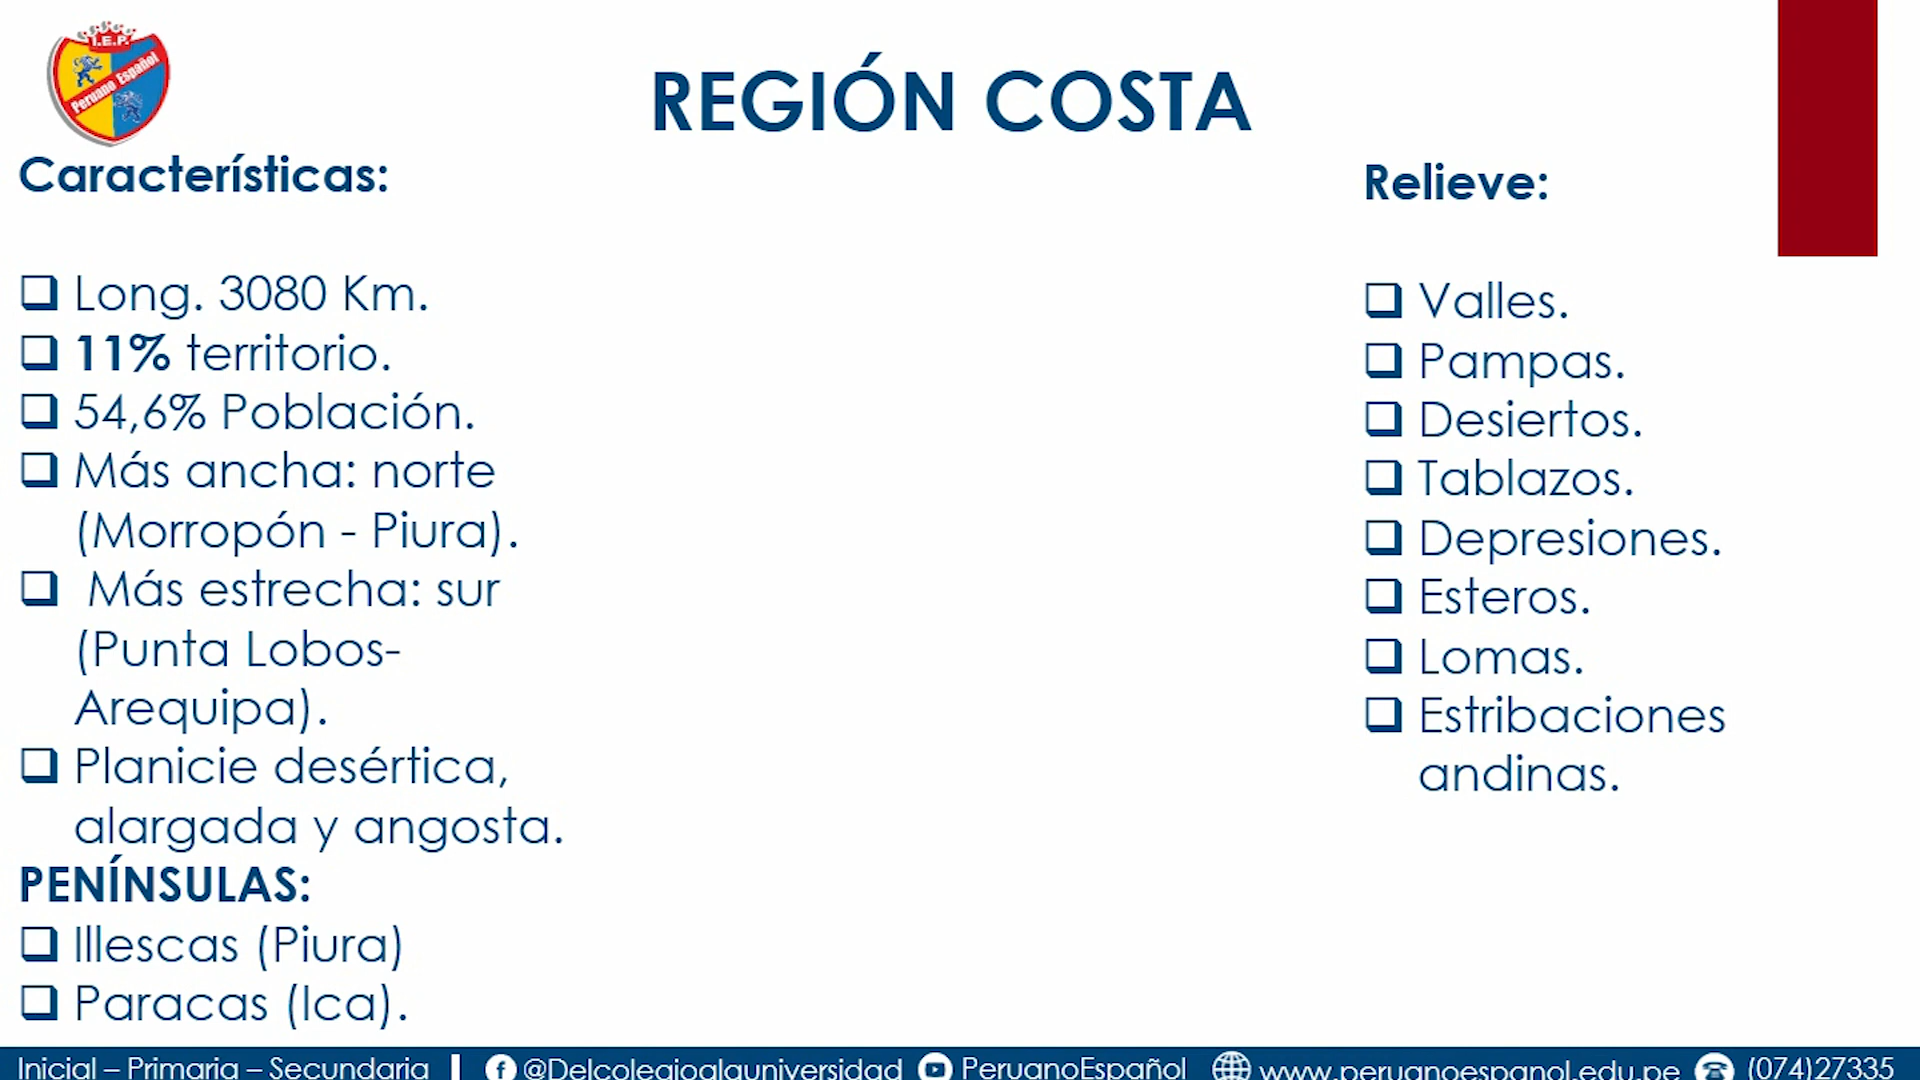 I.E.P.
Peruano Español
REGIÓN COSTA
Características:
Long. 3080 Km.
11% territorio.
54,6% Población.
Más ancha: norte
(Morropón - Piura).
Más estrecha: sur
(Punta Lobos-
Arequipa).
Planicie desértica,
alargada y angosta.
PENÍNSULAS:
Illescas (Piura)
Paracas (Ica).
Relieve:
Valles.
Pampas.
Desiertos.
Tablazos.
Depresiones.
Esteros.
Lomas.
Estribaciones
andinas.
Inicial – Primaria – Secundaria @Delcolegioalauniversidad PeruanoEspañol www.peruanoespanol.edu.pe (074)27335